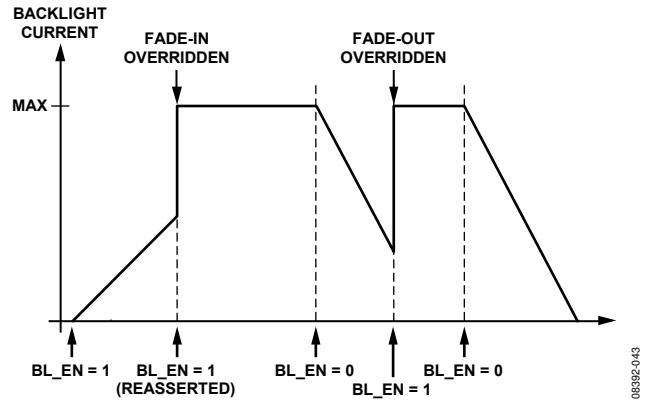 BACKLIGHT
CURRENT
FADE-IN
OVERRIDDEN
FADE-OUT
OVERRIDDEN
MAX
BL_EN = 1
BL_EN = 1
(REASSERTED)
BL_EN = 0
BL_EN = 1
BL_EN = 0
08392-043